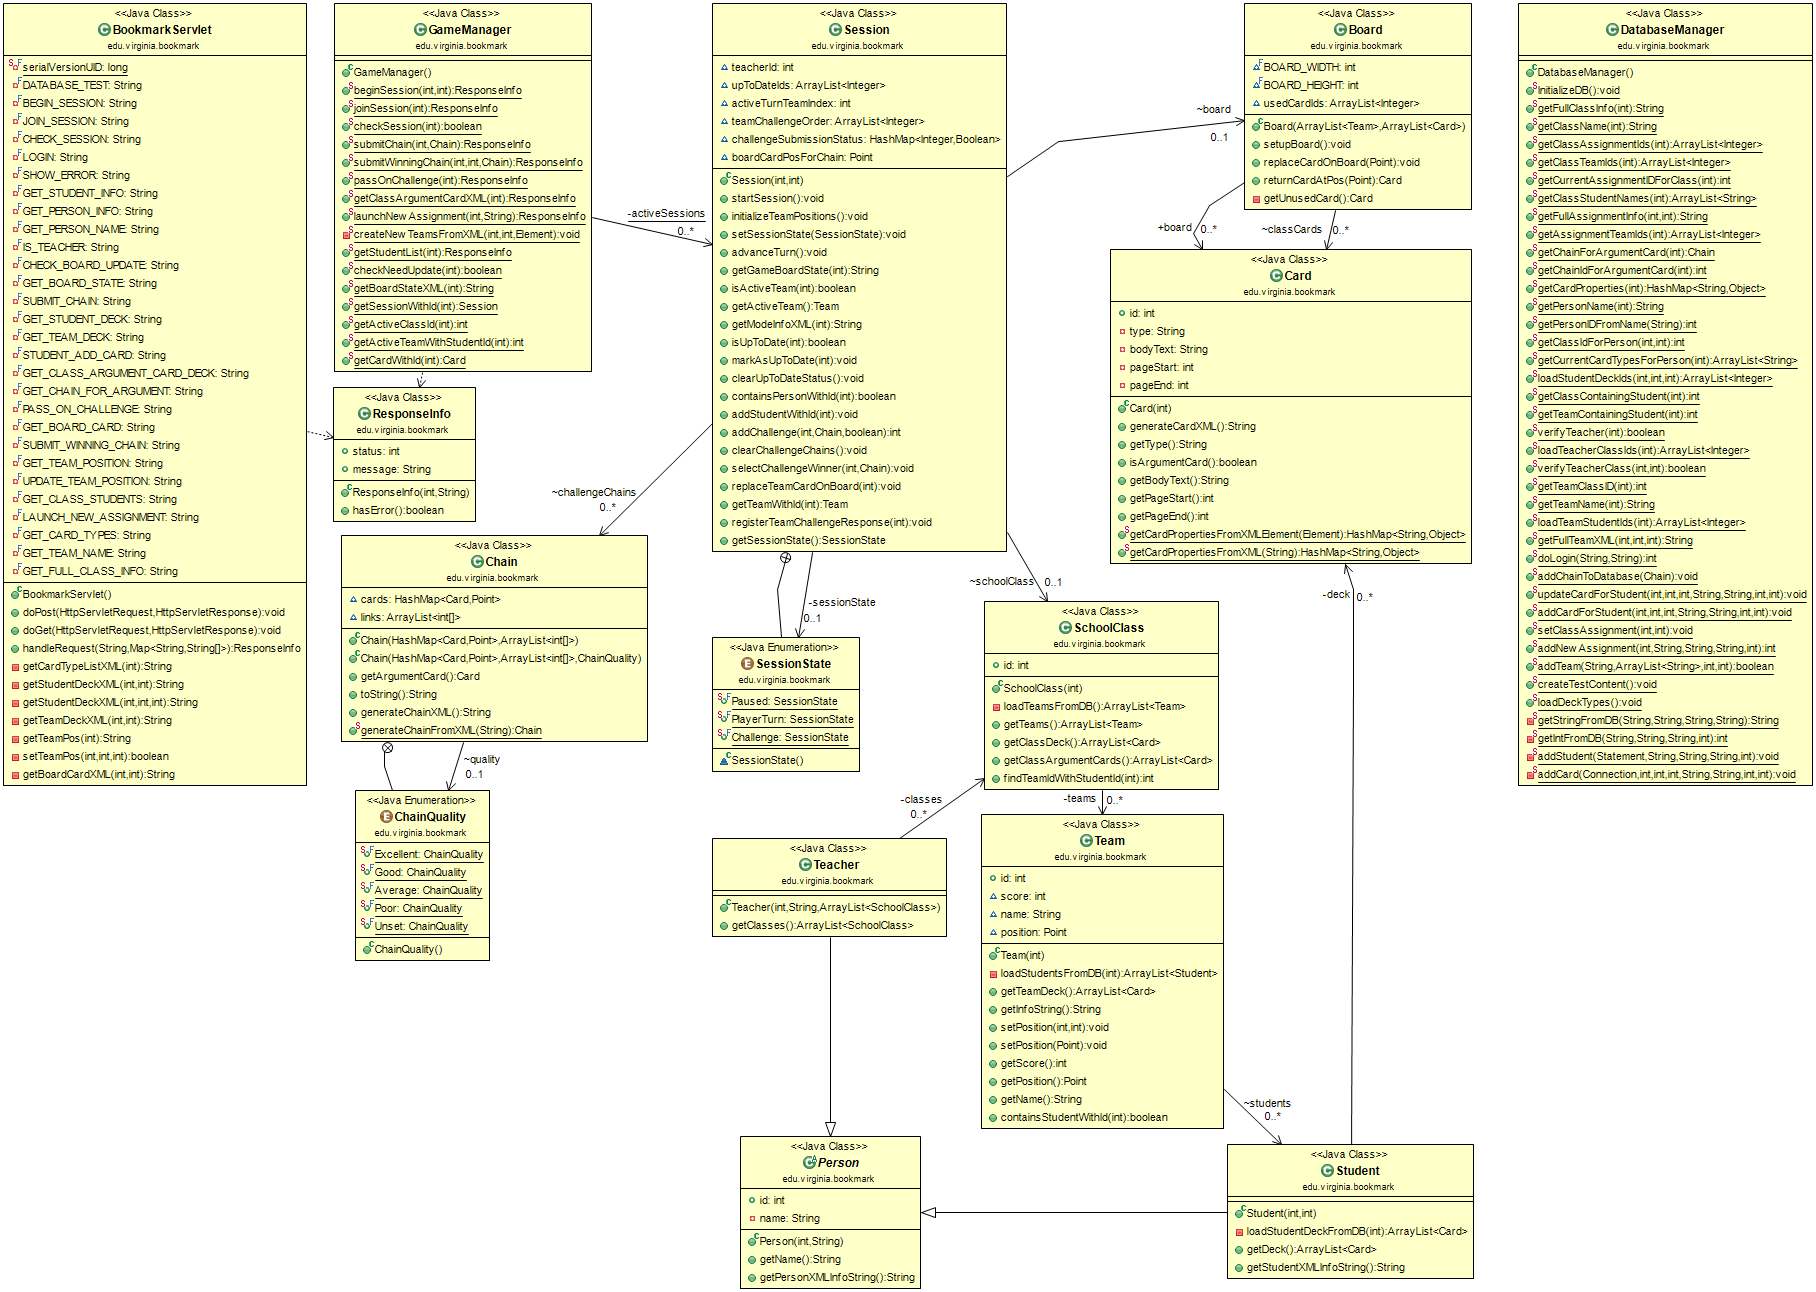 <<Java Class>>
BookmarkServlet
edu.virginia.bookmark
serialVersionUID: long
DATABASE_TEST: String
BEGIN_SESSION: String
JOIN_SESSION: String
CHECK_SESSION: String
LOGIN: String
SHOW_ERROR: String
GET_STUDENT_INFO: String
GET_PERSON_INFO: String
GET_PERSON_NAME: String
IS_TEACHER: String
CHECK_BOARD_UPDATE: String
GET_BOARD_STATE: String
SUBMIT_CHAIN: String
GET_STUDENT_DECK: String
GET_TEAM_DECK: String
STUDENT_ADD_CARD: String
GET_CLASS_ARGUMENT_CARD_DECK: String
GET_CHAIN_FOR_ARGUMENT: String
PASS_ON_CHALLENGE: String
GET_BOARD_CARD: String
SUBMIT_WINNING_CHAIN: String
GET_TEAM_POSITION: String
UPDATE_TEAM_POSITION: String
GET_CLASS_STUDENTS: String
LAUNCH_NEW_ASSIGNMENT: String
GET_CARD_TYPES: String
GET_TEAM_NAME: String
GET_FULL_CLASS_INFO: String
BookmarkServlet()
doPost(HttpServletRequest,HttpServletResponse):void
doGet(HttpServletRequest,HttpServletResponse):void
handleRequest(String,Map<String,String[]>):ResponseInfo
getCardTypeListXML(int):String
getStudentDeckXML(int,int):String
getStudentDeckXML(int,int,int):String
getTeamDeckXML(int,int):String
getTeamPos(int):String
setTeamPos(int,int,int):boolean
getBoardCardXML(int,int):String
<<Java Class>>
GameManager
edu.virginia.bookmark
GameManager()
beginSession(int,int):ResponseInfo
joinSession(int):ResponseInfo
checkSession(int):boolean
submitChain(int,Chain):ResponseInfo
submitWinningChain(int,int,Chain):ResponseInfo
passOnChallenge(int):ResponseInfo
getClassArgumentCardXML(int):ResponseInfo
launchNewAssignment(int,String):ResponseInfo
createNewTeamsFromXML(int,int,Element):void
getStudentList(int):ResponseInfo
checkNeedUpdate(int):boolean
getBoardStateXML(int):String
getSessionWithId(int):Session
getActiveClassId(int):int
getActiveTeamWithStudentId(int):int
getCardWithId(int):Card
-activeSessions
0..*
<<Java Class>>
ResponseInfo
edu.virginia.bookmark
status: int
message: String
ResponseInfo(int,String)
hasError():boolean
<<Java Class>>
Chain
edu.virginia.bookmark
cards: HashMap<Card,Point>
links: ArrayList<int[]>
Chain(HashMap<Card,Point>,ArrayList<int[]>)
Chain(HashMap<Card,Point>,ArrayList<int[]>,ChainQuality)
getArgumentCard():Card
toString():String
generateChainXML():String
generateChainFromXML(String):Chain
~quality
0..1
<<Java Enumeration>>
ChainQuality
edu.virginia.bookmark
Excellent: ChainQuality
Good: ChainQuality
Average: ChainQuality
Poor: ChainQuality
Unset: ChainQuality
ChainQuality()
<<Java Class>>
Session
edu.virginia.bookmark
teacherId: int
upToDateIds: ArrayList<Integer>
activeTurnTeamIndex: int
teamChallengeOrder: ArrayList<Integer>
challengeSubmissionStatus: HashMap<Integer,Boolean>
boardCardPosForChain: Point
Session(int,int)
startSession():void
initializeTeamPositions():void
setSessionState(SessionState):void
advanceTurn():void
getGameBoardState(int):String
isActiveTeam(int):boolean
getActiveTeam():Team
getModeInfoXML(int):String
isUpToDate(int):boolean
markAsUpToDate(int):void
clearUpToDateStatus():void
containsPersonWithId(int):boolean
addStudentWithId(int):void
addChallenge(int,Chain,boolean):int
clearChallengeChains():void
selectChallengeWinner(int,Chain):void
replaceTeamCardOnBoard(int):void
getTeamWithId(int):Team
registerTeamChallengeResponse(int):void
getSessionState():SessionState
~challengeChains
0..*
-sessionState
0..1
~board
0..1
~schoolClass
0..1
<<Java Enumeration>>
SessionState
edu.virginia.bookmark
Paused: SessionState
PlayerTurn: SessionState
Challenge: SessionState
SessionState()
<<Java Class>>
Board
edu.virginia.bookmark
BOARD_WIDTH: int
BOARD_HEIGHT: int
usedCardIds: ArrayList<Integer>
Board(ArrayList<Team>,ArrayList<Card>)
setupBoard():void
replaceCardOnBoard(Point):void
returnCardAtPos(Point):Card
getUnusedCard():Card
+board
0..*
~classCards
0..*
<<Java Class>>
Card
edu.virginia.bookmark
id: int
type: String
bodyText: String
pageStart: int
pageEnd: int
Card(int)
generateCardXML():String
getType():String
isArgumentCard():boolean
getBodyText():String
getPageStart():int
getPageEnd():int
getCardPropertiesFromXMLElement(Element):HashMap<String,Object>
getCardPropertiesFromXML(String):HashMap<String,Object>
-deck
0..*
<<Java Class>>
SchoolClass
edu.virginia.bookmark
id: int
SchoolClass(int)
loadTeamsFromDB():ArrayList<Team>
getTeams():ArrayList<Team>
getClassDeck():ArrayList<Card>
getClassArgumentCards():ArrayList<Card>
findTeamIdWithStudentId(int):int
-classes
0..*
-teams
0..*
<<Java Class>>
Teacher
edu.virginia.bookmark
Teacher(int,String,ArrayList<SchoolClass>)
getClasses():ArrayList<SchoolClass>
<<Java Class>>
Team
edu.virginia.bookmark
id: int
score: int
name: String
position: Point
Team(int)
loadStudentsFromDB(int):ArrayList<Student>
getTeamDeck():ArrayList<Card>
getInfoString():String
setPosition(int,int):void
setPosition(Point):void
getScore():int
getPosition():Point
getName():String
containsStudentWithId(int):boolean
~students
0..*
<<Java Class>>
Person
edu.virginia.bookmark
id: int
name: String
Person(int,String)
getName():String
getPersonXMLInfoString():String
<<Java Class>>
Student
edu.virginia.bookmark
Student(int,int)
loadStudentDeckFromDB(int):ArrayList<Card>
getDeck():ArrayList<Card>
getStudentXMLInfoString():String
<<Java Class>>
DatabaseManager
edu.virginia.bookmark
DatabaseManager()
InitializeDB():void
getFullClassInfo(int):String
getClassName(int):String
getClassAssignmentIds(int):ArrayList<Integer>
getClassTeamIds(int):ArrayList<Integer>
getCurrentAssignmentIDForClass(int):int
getClassStudentNames(int):ArrayList<String>
getFullAssignmentInfo(int,int):String
getAssignmentTeamIds(int):ArrayList<Integer>
getChainForArgumentCard(int):Chain
getChainIdForArgumentCard(int):int
getCardProperties(int):HashMap<String,Object>
getPersonName(int):String
getPersonIDFromName(String):int
getClassIdForPerson(int,int):int
getCurrentCardTypesForPerson(int):ArrayList<String>
loadStudentDeckIds(int,int,int):ArrayList<Integer>
getClassContainingStudent(int):int
getTeamContainingStudent(int):int
verifyTeacher(int):boolean
loadTeacherClassIds(int):ArrayList<Integer>
verifyTeacherClass(int,int):boolean
getTeamClassID(int):int
getTeamName(int):String
loadTeamStudentIds(int):ArrayList<Integer>
getFullTeamXML(int,int,int):String
doLogin(String,String):int
addChainToDatabase(Chain):void
updateCardForStudent(int,int,int,String,String,int,int):void
addCardForStudent(int,int,int,String,String,int,int):void
setClassAssignment(int,int):void
addNewAssignment(int,String,String,String,int):int
addTeam(String,ArrayList<String>,int,int):boolean
createTestContent():void
loadDeckTypes():void
getStringFromDB(String,String,String,String):String
getIntFromDB(String,String,String,int):int
addStudent(Statement,String,String,String,int):void
addCard(Connection,int,int,int,String,String,int,int):void